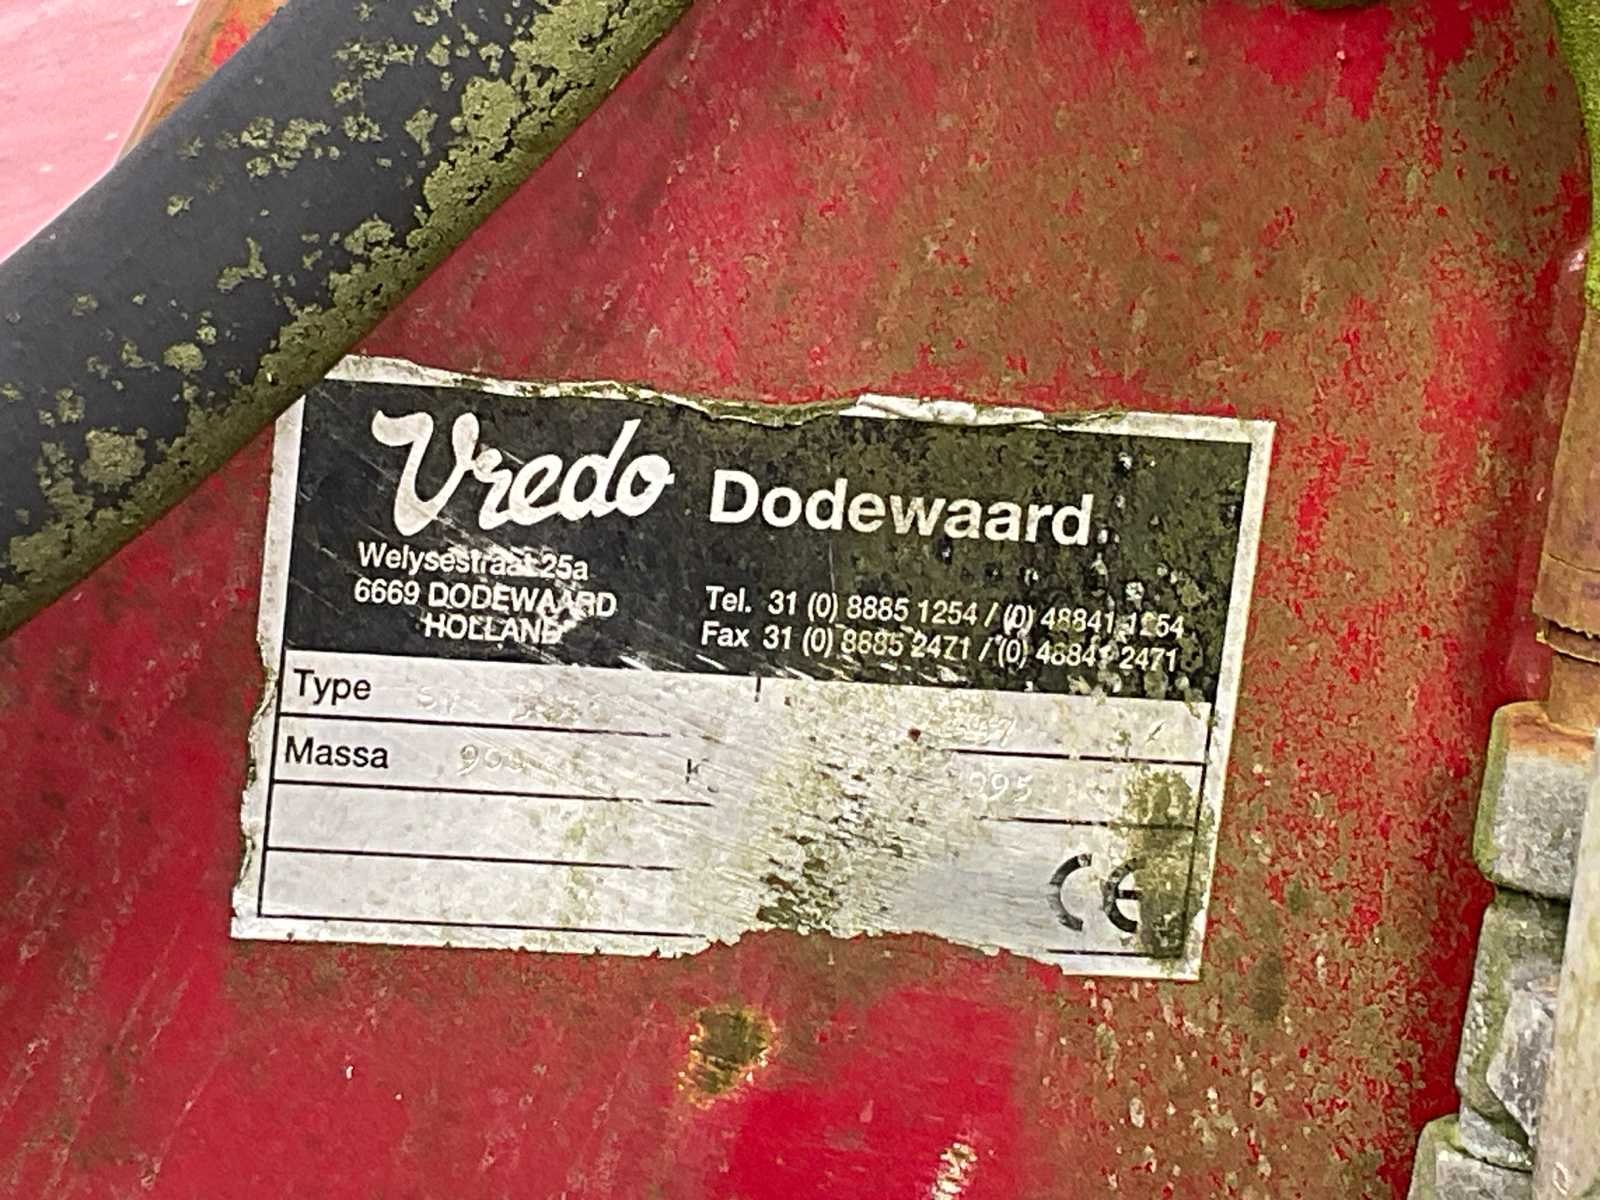 Vredo Dodewaard
Welysestraat 25a
6669 DODEWAARD
HOLLAND
Tel. 31 (0) 8885 1254 / (0) 48841 1254
Fax 31 (0) 8885 2471 / (0) 48841 2471
Type
Massa K
CE